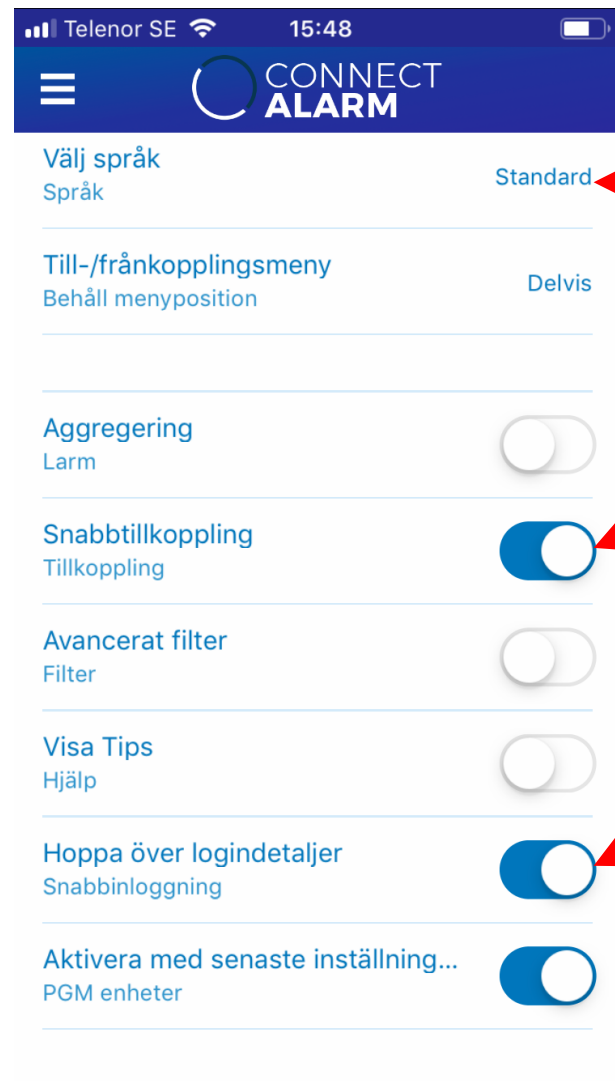 Telenor SE 15:48
CONNECT
ALARM
Välj språk
Språk
Standard
Till-/frånkopplingsmeny
Behåll menyposition
Delvis
Aggregering
Larm
Snabbtillkoppling
Tillkoppling
Avancerat filter
Filter
Visa Tips
Hjälp
Hoppa över logindetaljer
Snabbinloggning
Aktivera med senaste inställning...
PGM enheter